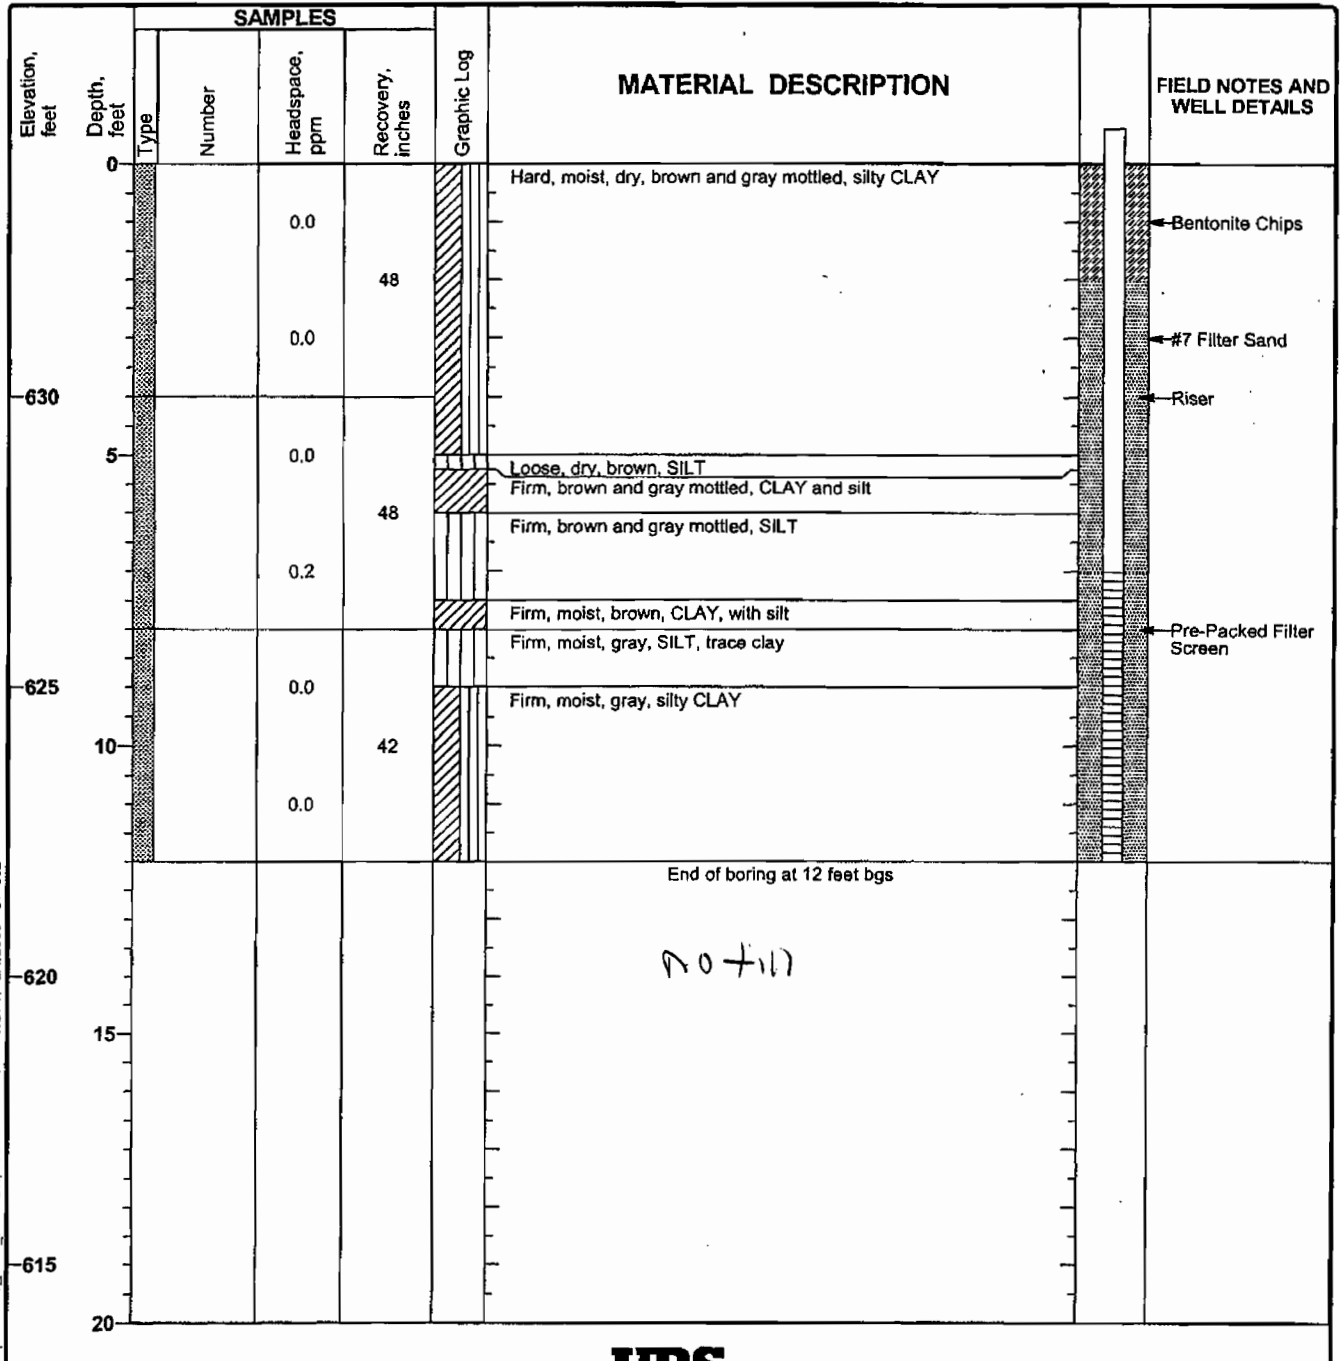 SAMPLES
Elevation, feet
Depth, feet
Type
Number
Headspace, ppm
Recovery, inches
Graphic Log
MATERIAL DESCRIPTION
FIELD NOTES AND
WELL DETAILS
0
Hard, moist, dry, brown and gray mottled, silty CLAY
0.0
Bentonite Chips
48
0.0
#7 Filter Sand
630
Riser
5
0.0
Loose, dry, brown, SILT
Firm, brown and gray mottled, CLAY and silt
48
Firm, brown and gray mottled, SILT
0.2
Firm, moist, brown, CLAY, with silt
Firm, moist, gray, SILT, trace clay
Pre-Packed Filter
Screen
625
0.0
Firm, moist, gray, silty CLAY
10
42
0.0
End of boring at 12 feet bgs
no till
620
15
615
20
URS